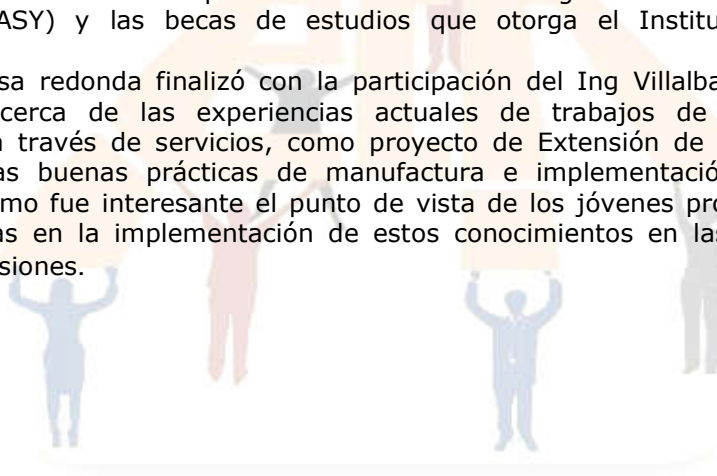 ASY) y las becas de estudios que otorga el Institu
sa redonda finalizó con la participación del Ing Villalba
cerca de las experiencias actuales de trabajos de
a través de servicios, como proyecto de Extensión de
as buenas prácticas de manufactura e implementació
mo fue interesante el punto de vista de los jóvenes pro
as en la implementación de estos conocimientos en las
siones.